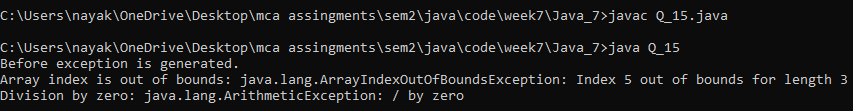 C:\Users\nayak\OneDrive\Desktop\mca assingments\sem2\java\code\week7\Java_7>javac Q_15.java
C:\Users\nayak\OneDrive\Desktop\mca assingments\sem2\java\code\week7\Java_7>java Q_15
Before exception is generated.
Array index is out of bounds: java.lang.ArrayIndexOutOfBoundsException: Index 5 out of bounds for length 3
Division by zero: java.lang.ArithmeticException: / by zero